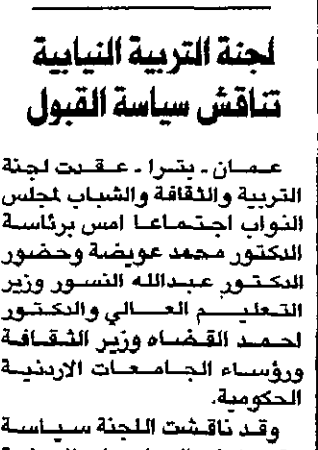 لجنة التربية النيابية
تناقش سياسة القبول
عمان - بترا - عقدت لجنة
التربية والثقافة والشباب لمجلس
النواب اجتماعا امس برئاسة
الدكتور محمد عويضة وحضور
الدكتور عبدالله النسور وزير
التعليم العالي والدكتور
احمد القضاه وزير الثقافة
ورؤساء الجامعات الاردنية
الحكومية.
وقد ناقشت اللجنة سياسة